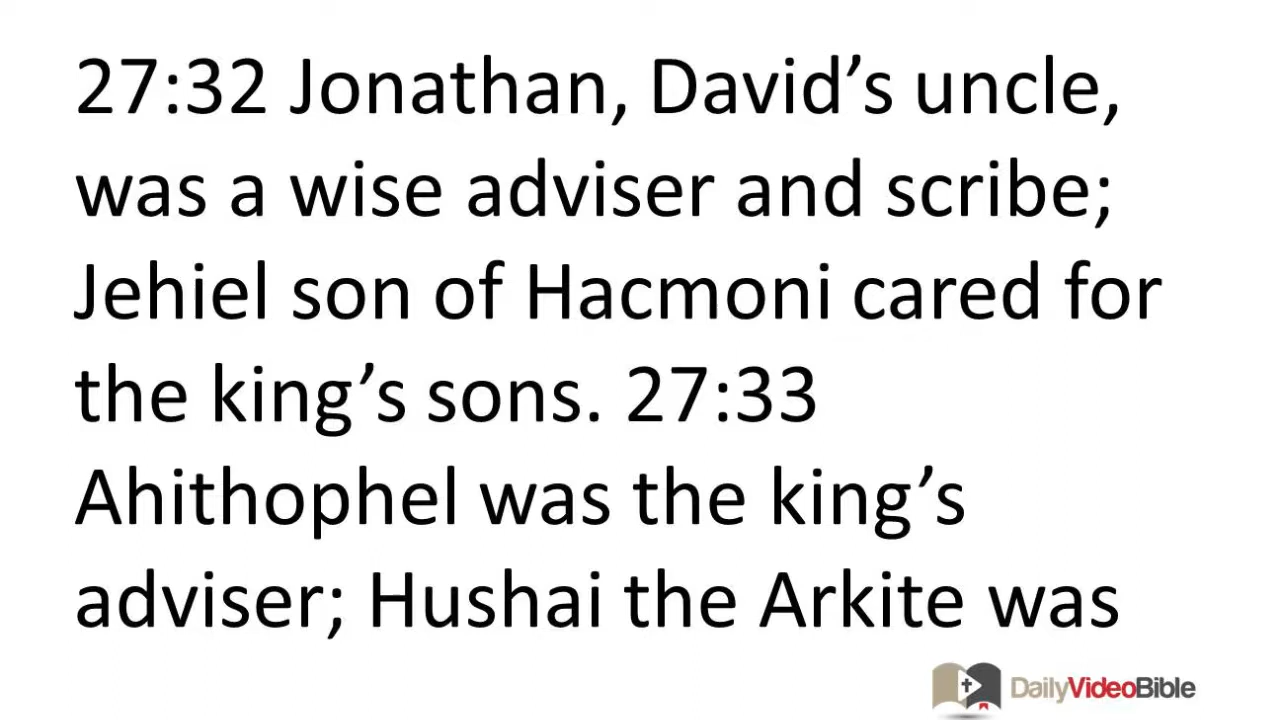 27:32 Jonathan, David’s uncle,
was a wise adviser and scribe;
Jehiel son of Hacmoni cared for
the king’s sons. 27:33
Ahithophel was the king’s
adviser; Hushai the Arkite was
DailyVideoBible